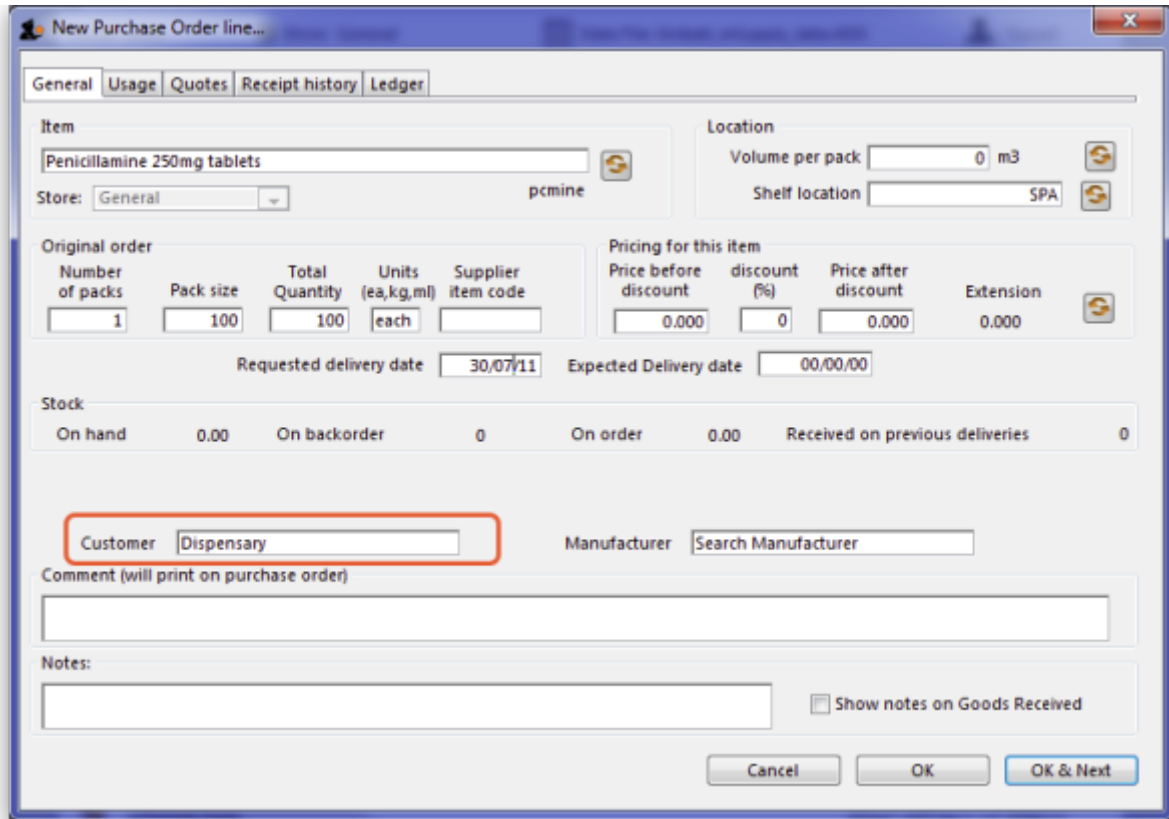 New Purchase Order line...
General Usage Quotes Receipt history Ledger
Item
Penicillamine 250mg tablets
Store: General
pcmine
Location
Volume per pack 0 m3
Shelf location SPA
Original order
Number of packs Pack size Total Quantity Units (ea,kg,ml) Supplier item code
1 100 100 each
Pricing for this item
Price before discount discount (%) Price after discount Extension
0.000 0 0.000 0.000
Requested delivery date 30/07/11 Expected Delivery date 00/00/00
Stock
On hand 0.00 On backorder 0 On order 0.00 Received on previous deliveries 0
Customer Dispensary Manufacturer Search Manufacturer
Comment (will print on purchase order)
Notes:
Show notes on Goods Received
Cancel OK OK & Next